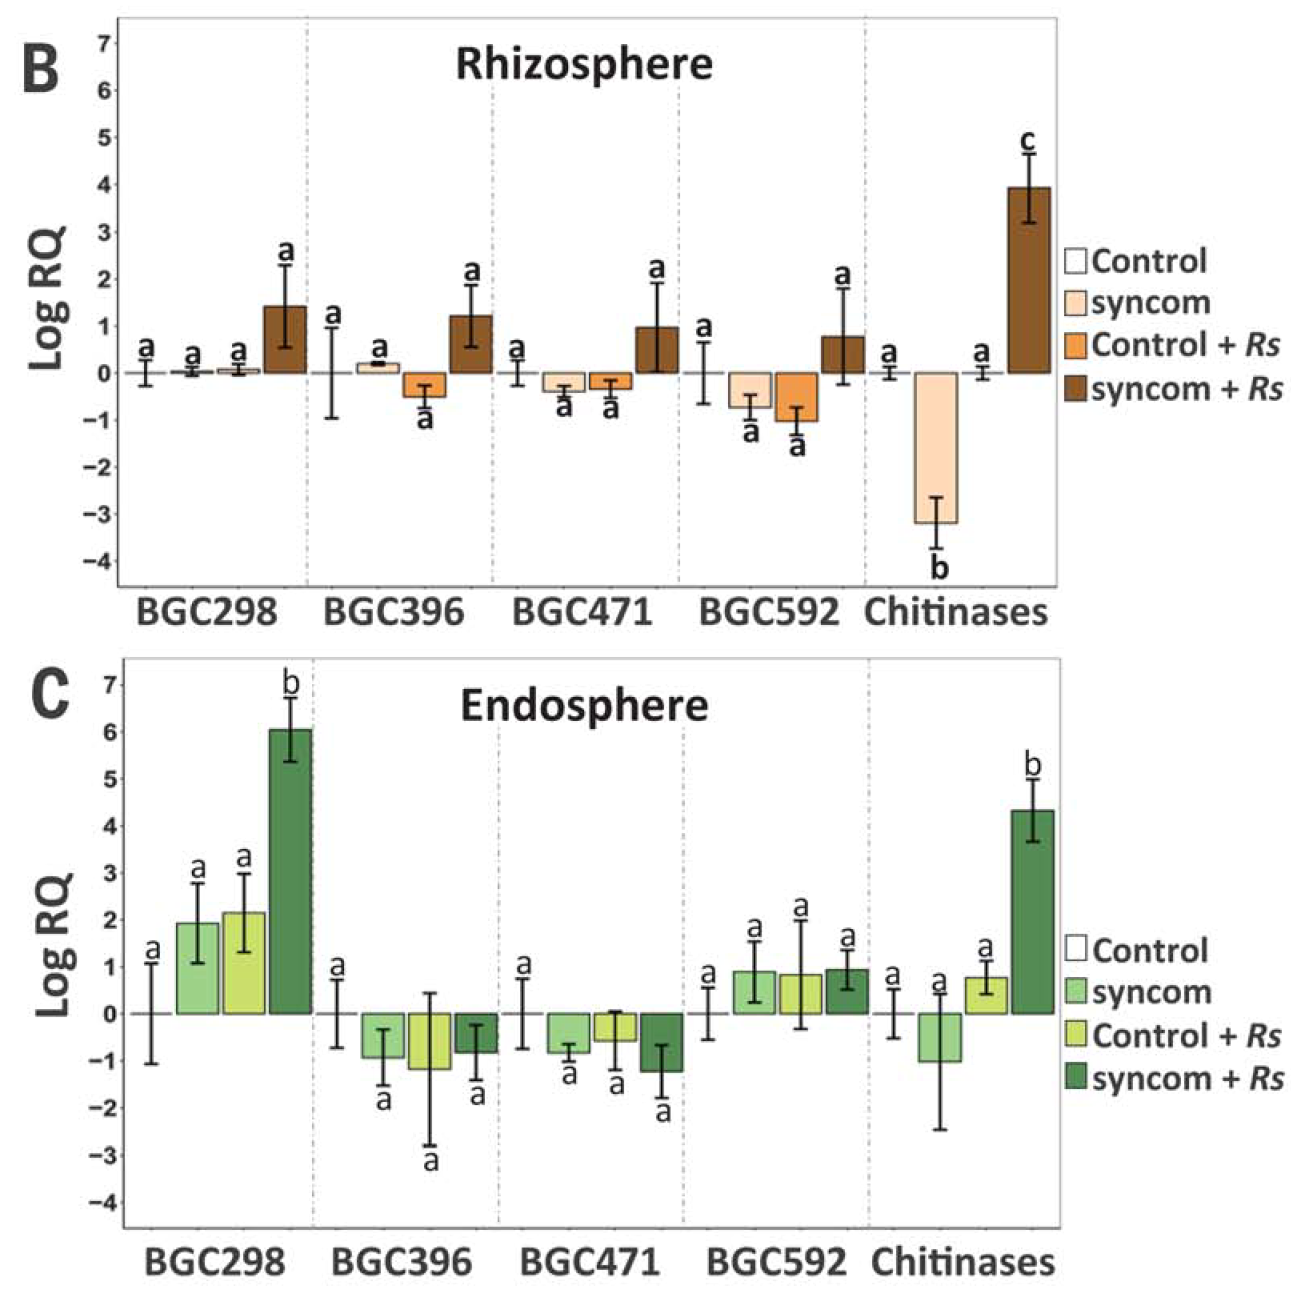 B
Rhizosphere
Log RQ
7
6
5
4
3
2
1
0
−1
−2
−3
−4
a a a a
a a a a
a a a a
a a a a
a b a c
BGC298 BGC396 BGC471 BGC592 Chitinases
Control
syncom
Control + Rs
syncom + Rs
C
Endosphere
Log RQ
7
6
5
4
3
2
1
0
−1
−2
−3
−4
a a a b
a a a a
a a a a
a a a a
a a a b
BGC298 BGC396 BGC471 BGC592 Chitinases
Control
syncom
Control + Rs
syncom + Rs